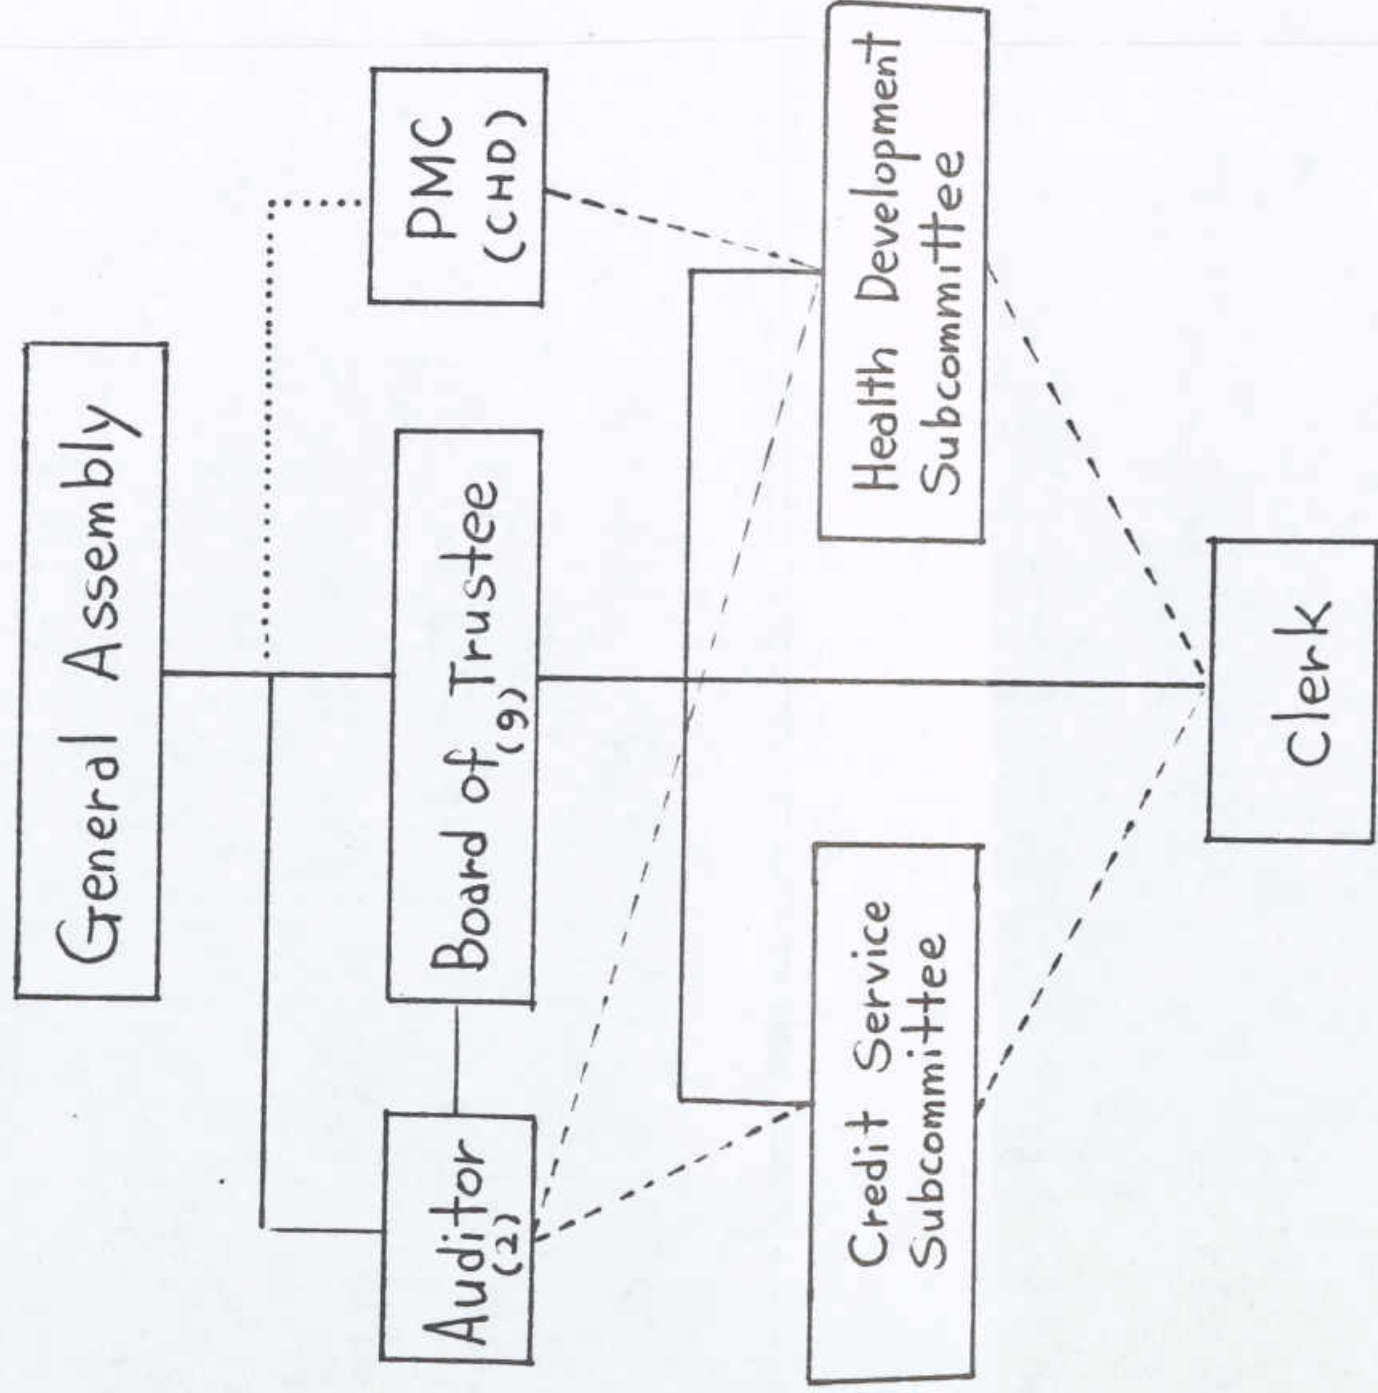 General Assembly
Auditor
(2)
Board of Trustee
(9)
PMC
(CHD)
Credit Service
Subcommittee
Health Development
Subcommittee
Clerk